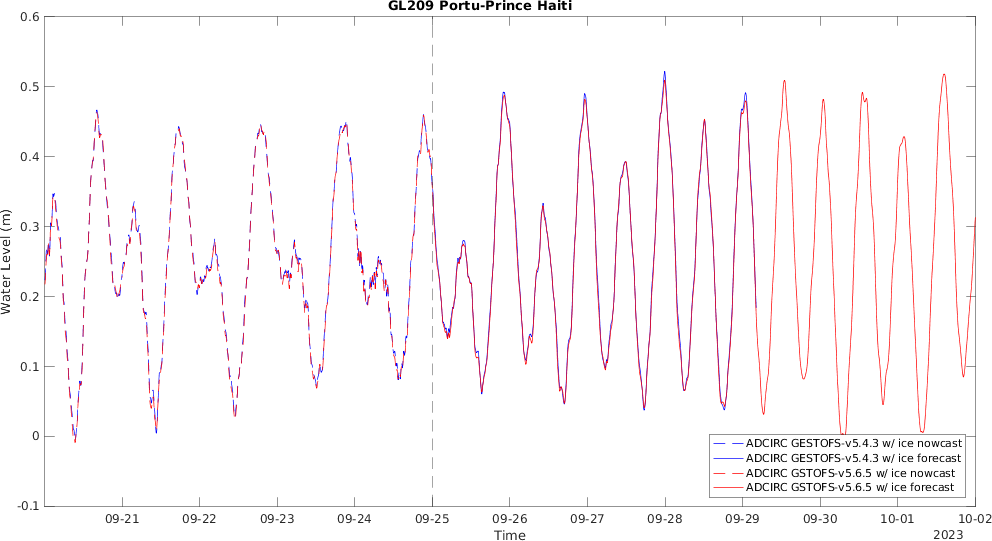 GL209 Portu-Prince Haiti
0.6
0.5
0.4
0.3
0.2
0.1
0
-0.1
Water Level (m)
ADCIRC GESTOFS-v5.4.3 w/ ice nowcast
ADCIRC GESTOFS-v5.4.3 w/ ice forecast
ADCIRC GSTOFS-v5.6.5 w/ ice nowcast
ADCIRC GSTOFS-v5.6.5 w/ ice forecast
09-21 09-22 09-23 09-24 09-25 09-26 09-27 09-28 09-29 09-30 10-01 10-02
Time
2023